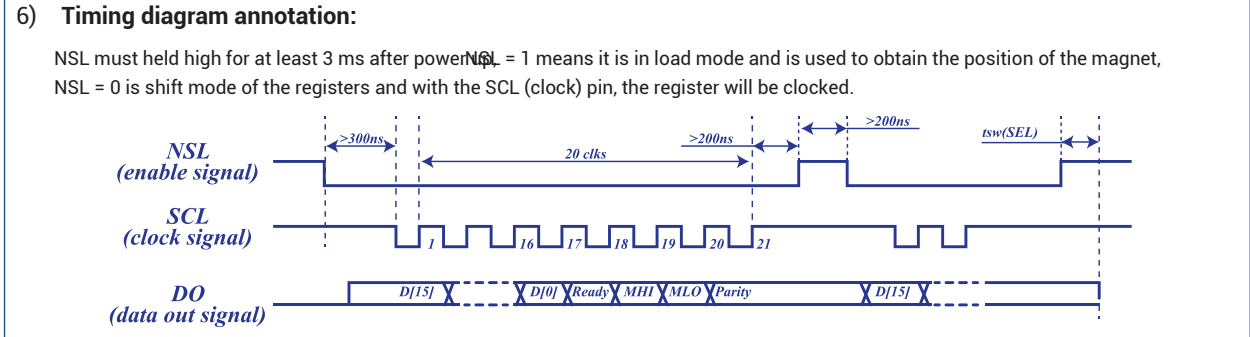 6) Timing diagram annotation:
NSL must held high for at least 3 ms after power up, NSL = 1 means it is in load mode and is used to obtain the position of the magnet,
NSL = 0 is shift mode of the registers and with the SCL (clock) pin, the register will be clocked.
>300ns >200ns >200ns tsw(SEL)
20 clks
NSL
(enable signal)
SCL
(clock signal)
1 16 17 18 19 20 21
DO
(data out signal)
D[15] D[0] Ready MHI MLO Parity D[15]